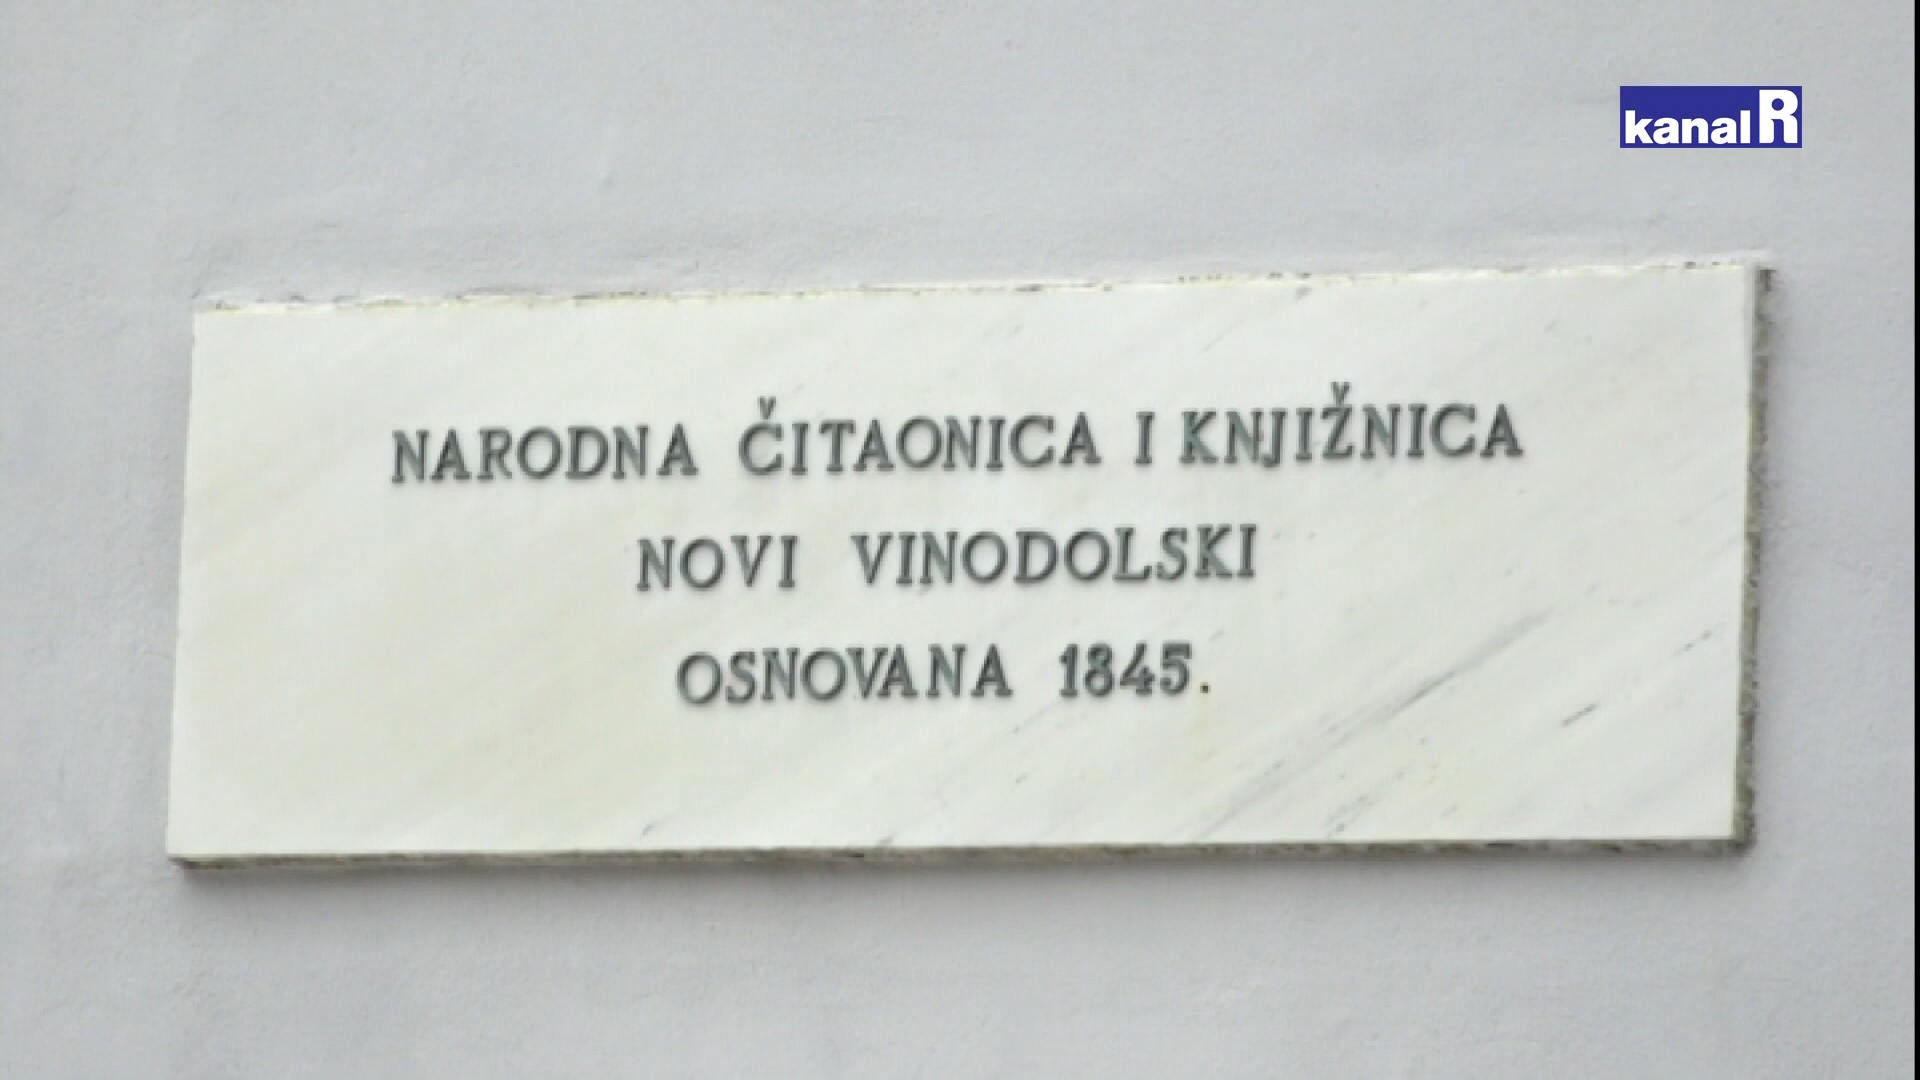 kanal R
NARODNA ČITAONICA I KNJIŽNICA
NOVI VINODOLSKI
OSNOVANA 1845.